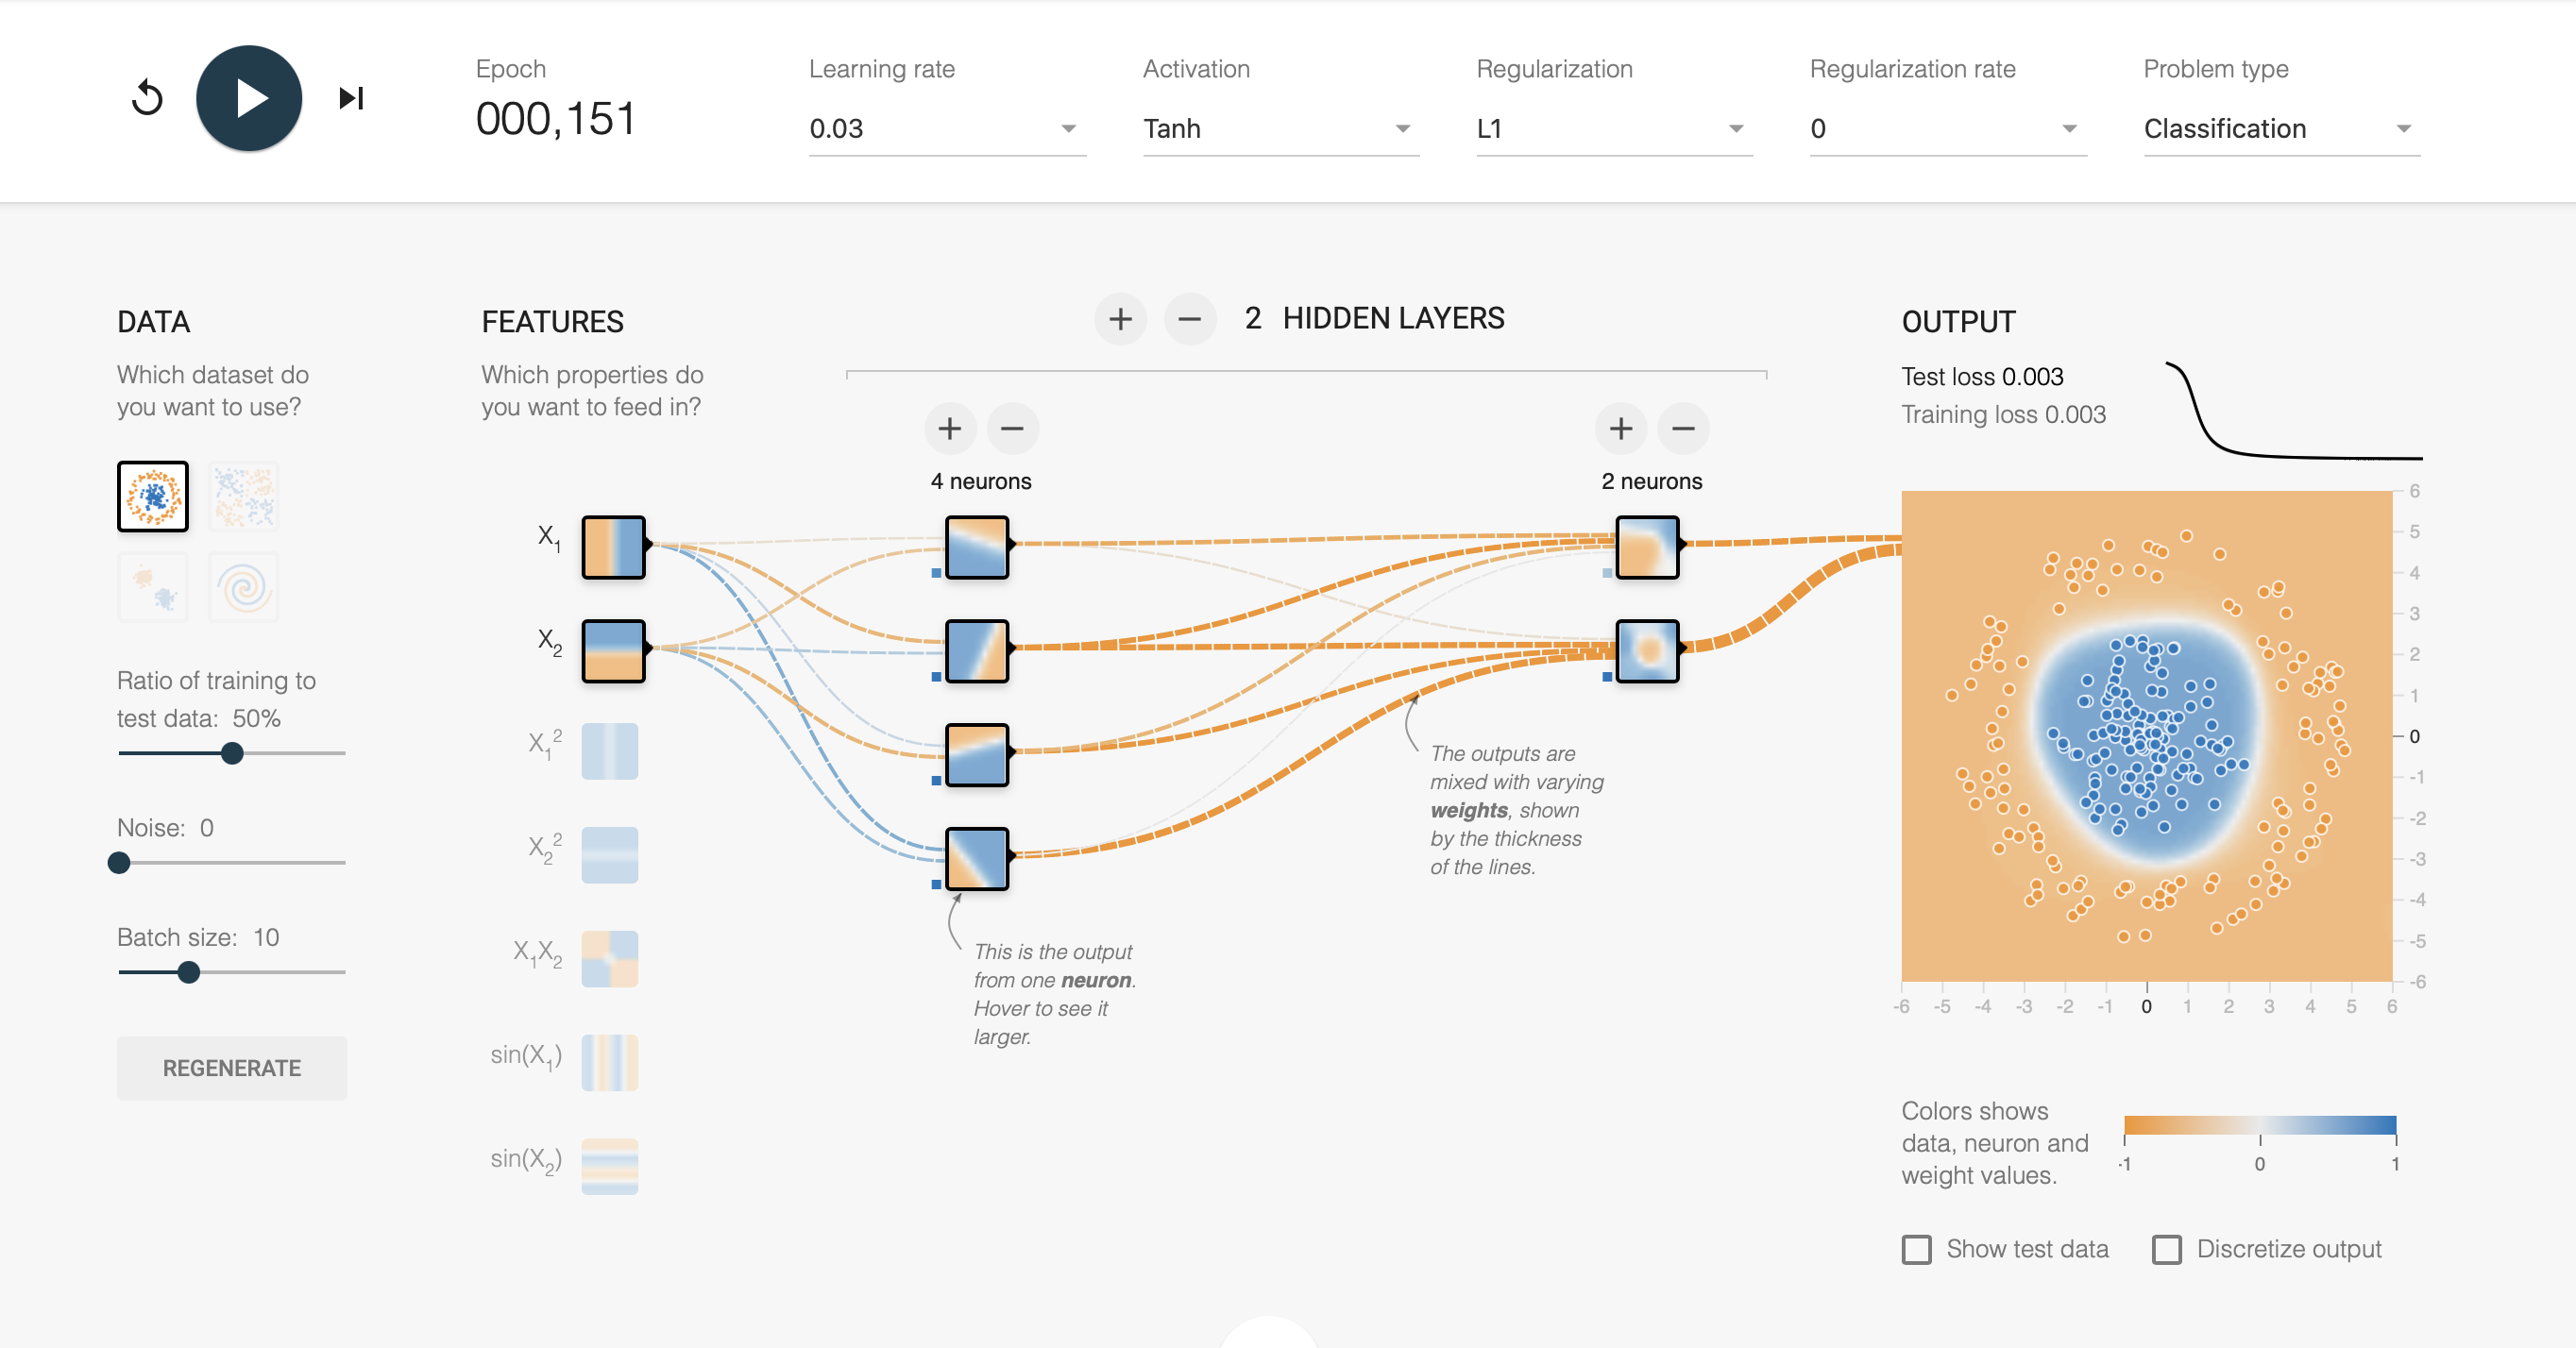 Epoch
000,151
Learning rate
0.03
Activation
Tanh
Regularization
L1
Regularization rate
0
Problem type
Classification
DATA
Which dataset do
you want to use?
Ratio of training to
test data: 50%
Noise: 0
Batch size: 10
REGENERATE
FEATURES
Which properties do
you want to feed in?
X1
X2
X1²
X2²
X1X2
sin(X1)
sin(X2)
+ − 2 HIDDEN LAYERS
+ −
4 neurons
+ −
2 neurons
This is the output
from one neuron.
Hover to see it
larger.
The outputs are
mixed with varying
weights, shown
by the thickness
of the lines.
OUTPUT
Test loss 0.003
Training loss 0.003
6
5
4
3
2
1
0
-1
-2
-3
-4
-5
-6
-6 -5 -4 -3 -2 -1 0 1 2 3 4 5 6
Colors shows
data, neuron and
weight values.
-1 0 1
Show test data
Discretize output